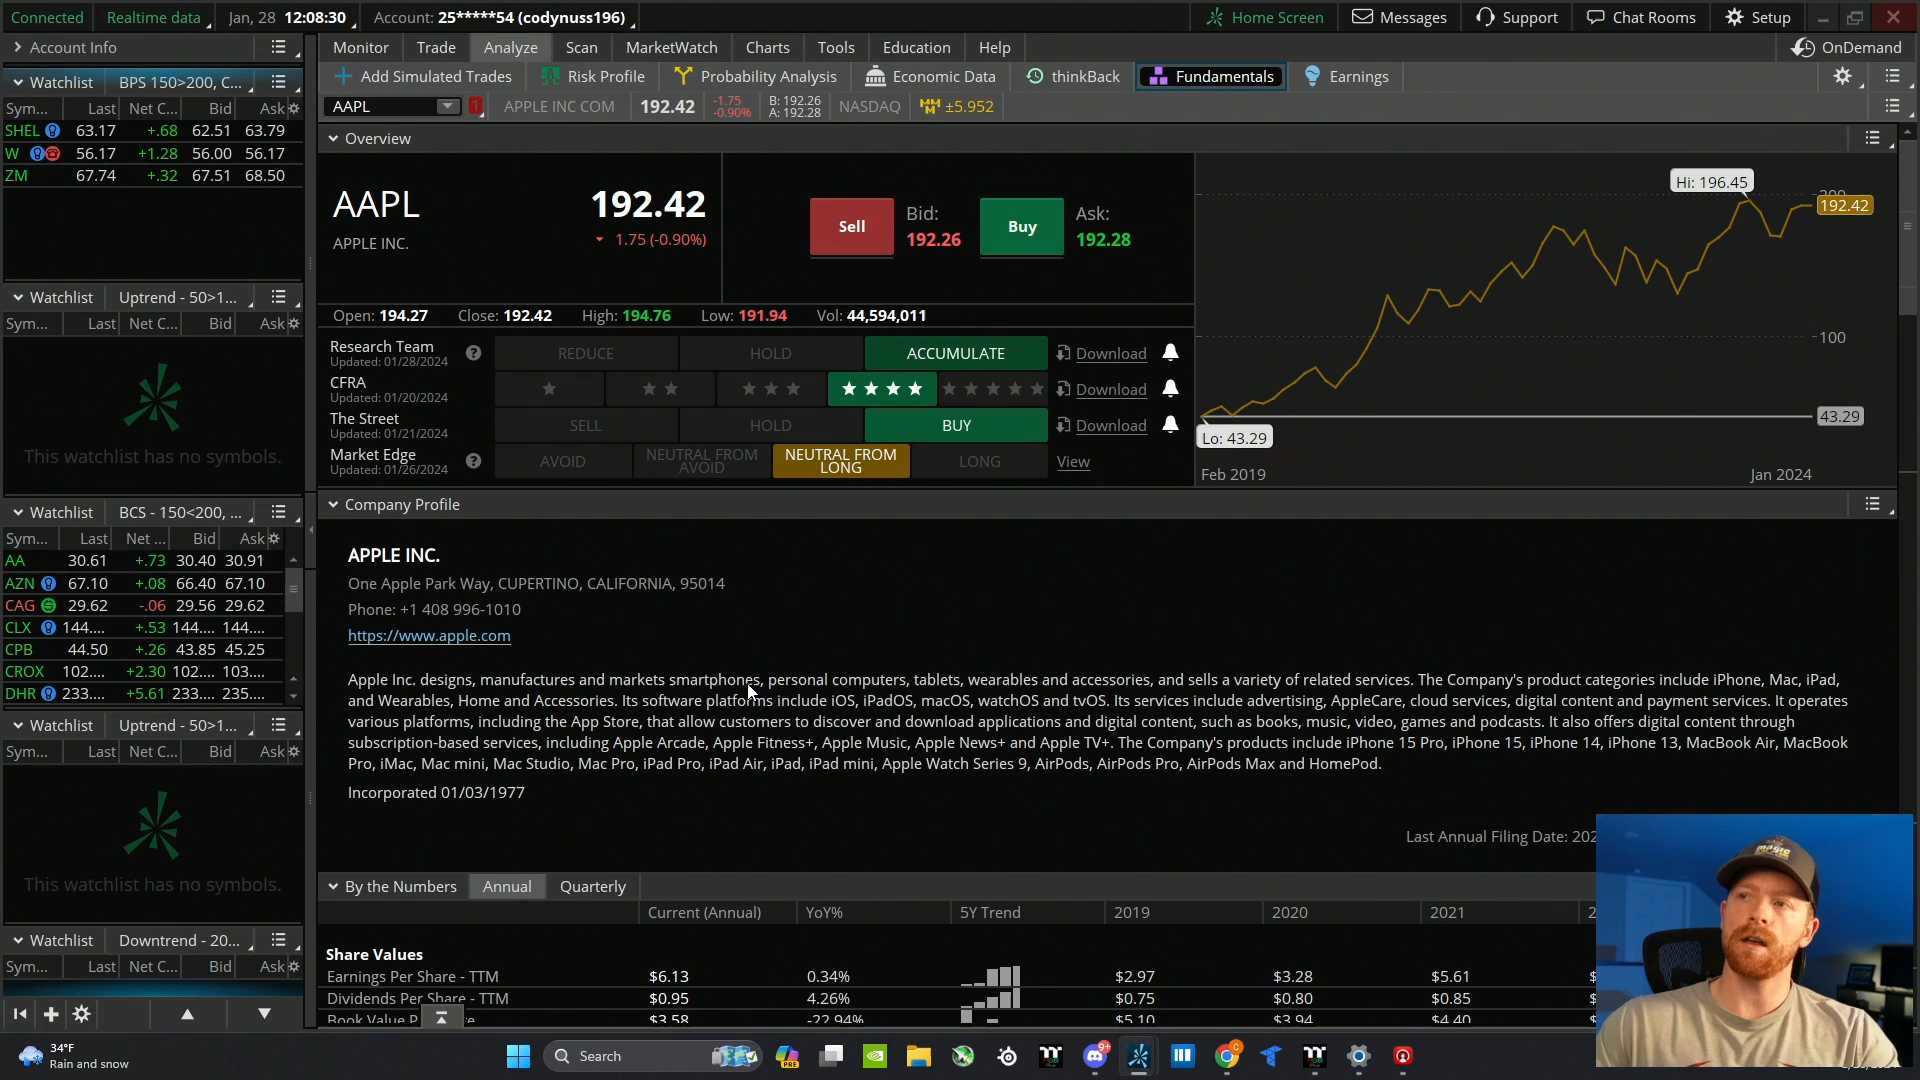 Connected Realtime data Jan, 28 12:08:30 Account: 25*****54 (codynuss196) Home Screen Messages Support Chat Rooms Setup
Account Info Monitor Trade Analyze Scan MarketWatch Charts Tools Education Help OnDemand
Add Simulated Trades Risk Profile Probability Analysis Economic Data thinkBack Fundamentals Earnings
AAPL APPLE INC COM 192.42 -1.75 -0.90% B: 192.26 A: 192.28 NASDAQ ±5.952
Watchlist BPS 150>200, C...
Sym... Last Net C... Bid Ask
SHEL 63.17 +.68 62.51 63.79
W 56.17 +1.28 56.00 56.17
ZM 67.74 +.32 67.51 68.50
Watchlist Uptrend - 50>1...
Sym... Last Net C... Bid Ask
This watchlist has no symbols.
Watchlist BCS - 150<200, ...
Sym... Last Net ... Bid Ask
AA 30.61 +.73 30.40 30.91
AZN 67.10 +.08 66.40 67.10
CAG 29.62 -.06 29.56 29.62
CLX 144.... +.53 144.... 144....
CPB 44.50 +.26 43.85 45.25
CROX 102.... +2.30 102.... 103....
DHR 233.... +5.61 233.... 235....
Watchlist Uptrend - 50>1...
Sym... Last Net C... Bid Ask
This watchlist has no symbols.
Watchlist Downtrend - 20...
Sym... Last Net C... Bid Ask
Overview
AAPL 192.42
APPLE INC. 1.75 (-0.90%)
Sell Bid: 192.26 Buy Ask: 192.28
Open: 194.27 Close: 192.42 High: 194.76 Low: 191.94 Vol: 44,594,011
Research Team REDUCE HOLD ACCUMULATE Download
Updated: 01/28/2024
CFRA Download
Updated: 01/20/2024
The Street SELL HOLD BUY Download
Updated: 01/21/2024
Market Edge AVOID NEUTRAL FROM AVOID NEUTRAL FROM LONG LONG View
Updated: 01/26/2024
Hi: 196.45
200
192.42
100
43.29
Lo: 43.29
Feb 2019 Jan 2024
Company Profile
APPLE INC.
One Apple Park Way, CUPERTINO, CALIFORNIA, 95014
Phone: +1 408 996-1010
https://www.apple.com
Apple Inc. designs, manufactures and markets smartphones, personal computers, tablets, wearables and accessories, and sells a variety of related services. The Company's product categories include iPhone, Mac, iPad,
and Wearables, Home and Accessories. Its software platforms include iOS, iPadOS, macOS, watchOS and tvOS. Its services include advertising, AppleCare, cloud services, digital content and payment services. It operates
various platforms, including the App Store, that allow customers to discover and download applications and digital content, such as books, music, video, games and podcasts. It also offers digital content through
subscription-based services, including Apple Arcade, Apple Fitness+, Apple Music, Apple News+ and Apple TV+. The Company's products include iPhone 15 Pro, iPhone 15, iPhone 14, iPhone 13, MacBook Air, MacBook
Pro, iMac, Mac mini, Mac Studio, Mac Pro, iPad Pro, iPad Air, iPad, iPad mini, Apple Watch Series 9, AirPods, AirPods Pro, AirPods Max and HomePod.
Incorporated 01/03/1977
Last Annual Filing Date: 202
By the Numbers Annual Quarterly
Current (Annual) YoY% 5Y Trend 2019 2020 2021 2
Share Values
Earnings Per Share - TTM $6.13 0.34% $2.97 $3.28 $5.61 $
Dividends Per Share - TTM $0.95 4.26% $0.75 $0.80 $0.85 $
Book Value P e $3.58 -22.94% $5.10 $3.94 $4.40 $
34°F
Rain and snow
Search
PRE
9+